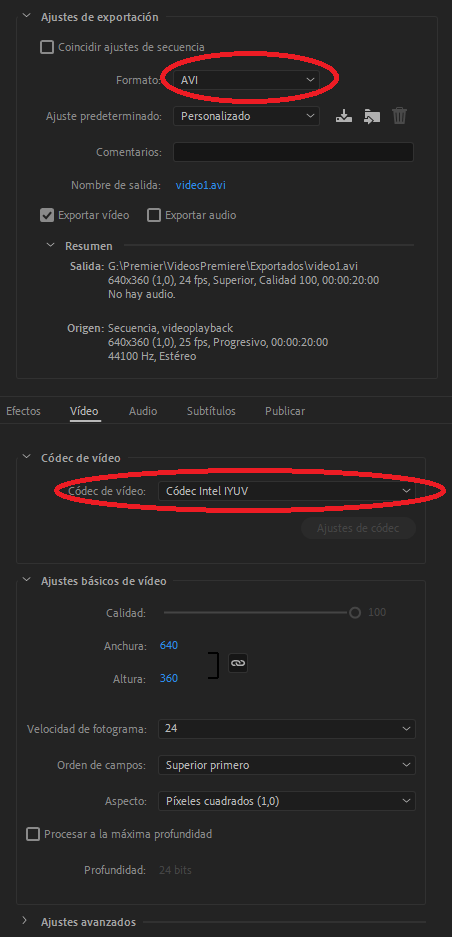 Ajustes de exportación
Coincidir ajustes de secuencia
Formato: AVI
Ajuste predeterminado: Personalizado
Comentarios:
Nombre de salida: video1.avi
Exportar vídeo Exportar audio
Resumen
Salida: G:\Premier\VideosPremiere\Exportados\video1.avi
640x360 (1,0), 24 fps, Superior, Calidad 100, 00:00:20:00
No hay audio.
Origen: Secuencia, videoplayback
640x360 (1,0), 25 fps, Progresivo, 00:00:20:00
44100 Hz, Estéreo
Efectos Vídeo Audio Subtítulos Publicar
Códec de vídeo
Códec de vídeo: Códec Intel IYUV
Ajustes de códec
Ajustes básicos de vídeo
Calidad: 100
Anchura: 640
Altura: 360
Velocidad de fotograma: 24
Orden de campos: Superior primero
Aspecto: Píxeles cuadrados (1,0)
Procesar a la máxima profundidad
Profundidad: 24 bits
Ajustes avanzados